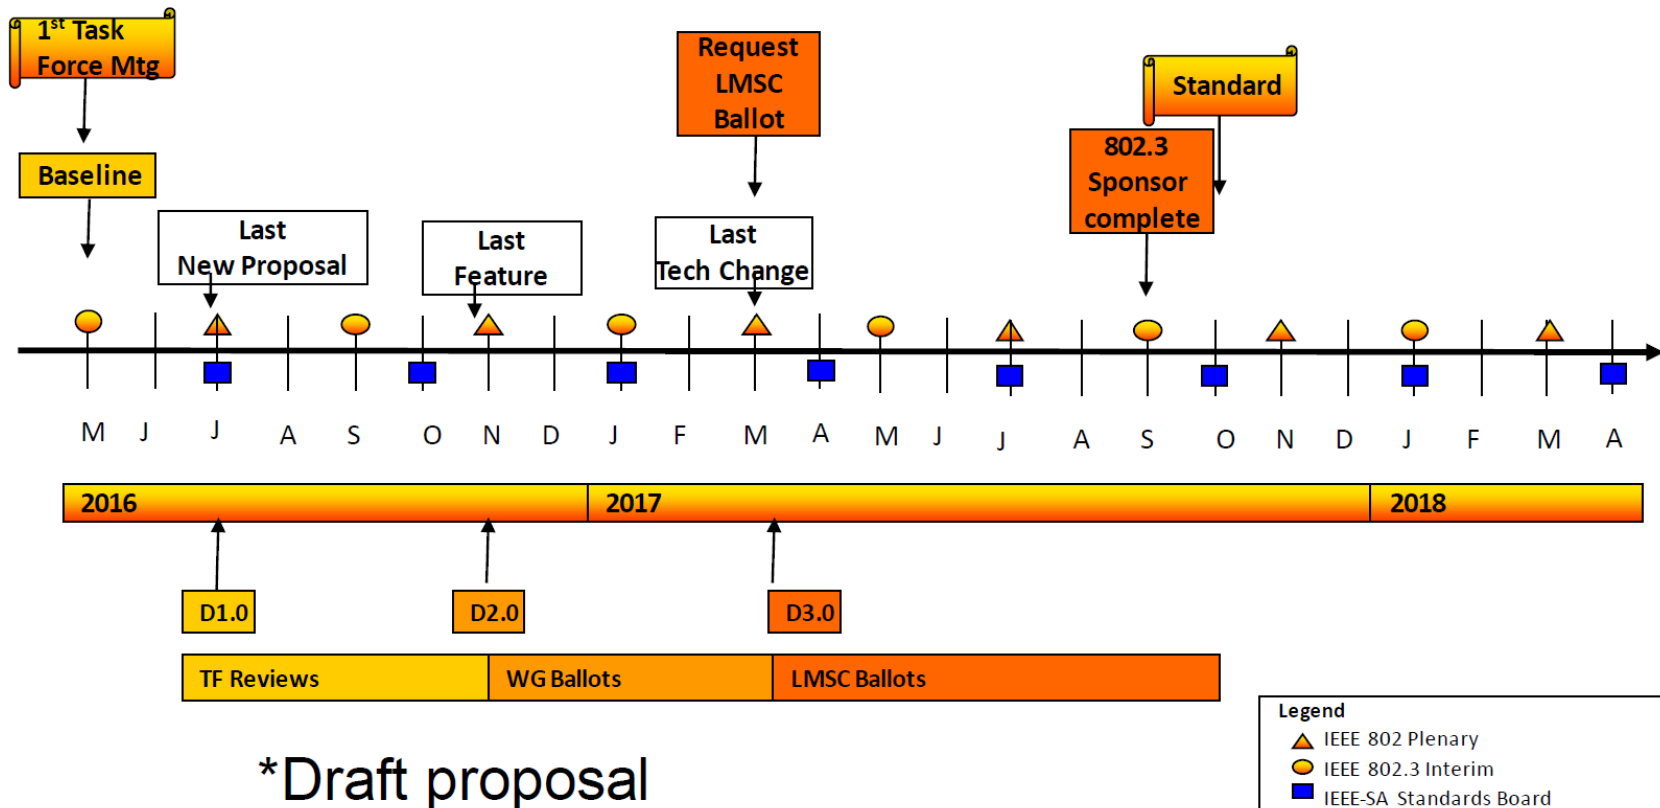 1st Task
Force Mtg
Request
LMSC
Ballot
Standard
802.3
Sponsor
complete
Baseline
Last
New Proposal
Last
Feature
Last
Tech Change
M J J A S O N D J F M A M J J A S O N D J F M A
2016 2017 2018
D1.0 D2.0 D3.0
TF Reviews WG Ballots LMSC Ballots
Legend
IEEE 802 Plenary
IEEE 802.3 Interim
IEEE-SA Standards Board
*Draft proposal